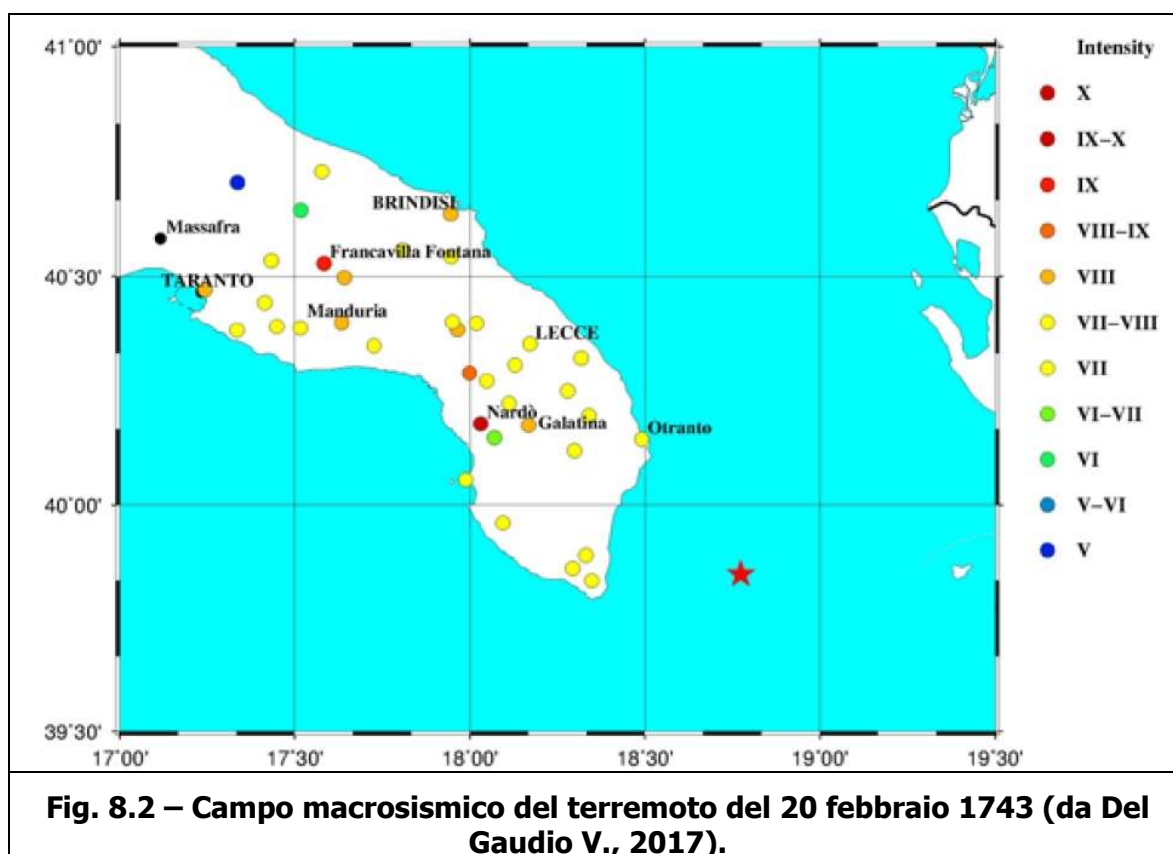 41°00'
40°30'
40°00'
39°30'
17°00'
17°30'
18°00'
18°30'
19°00'
19°30'
BRINDISI
Massafra
Francavilla Fontana
TARANTO
Manduria
LECCE
Nardò
Galatina
Otranto
Intensity
X
IX–X
IX
VIII–IX
VIII
VII–VIII
VII
VI–VII
VI
V–VI
V
Fig. 8.2 – Campo macrosismico del terremoto del 20 febbraio 1743 (da Del
Gaudio V., 2017).